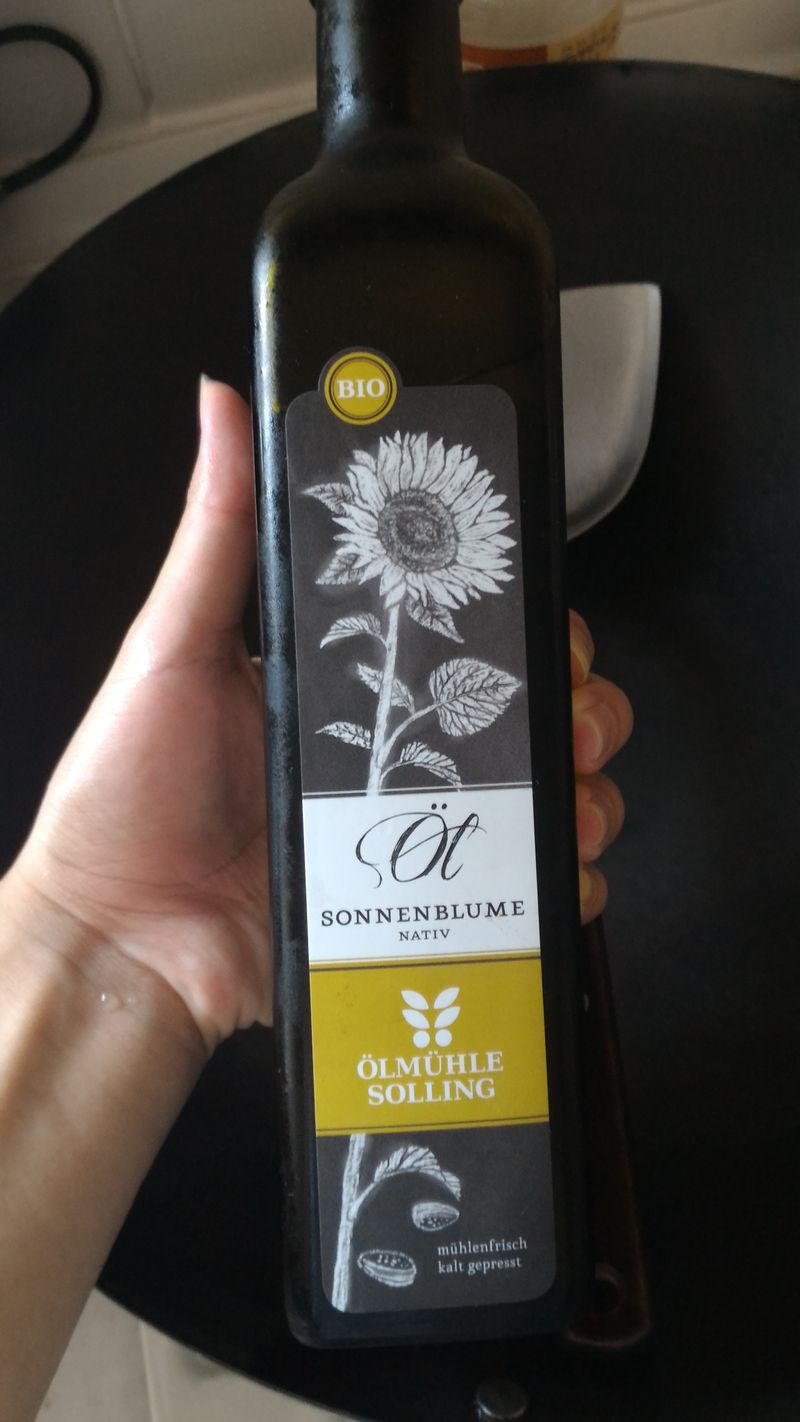 BIO
Öl
SONNENBLUME
NATIV
ÖLMÜHLE
SOLLING
mühlenfrisch
kalt gepresst